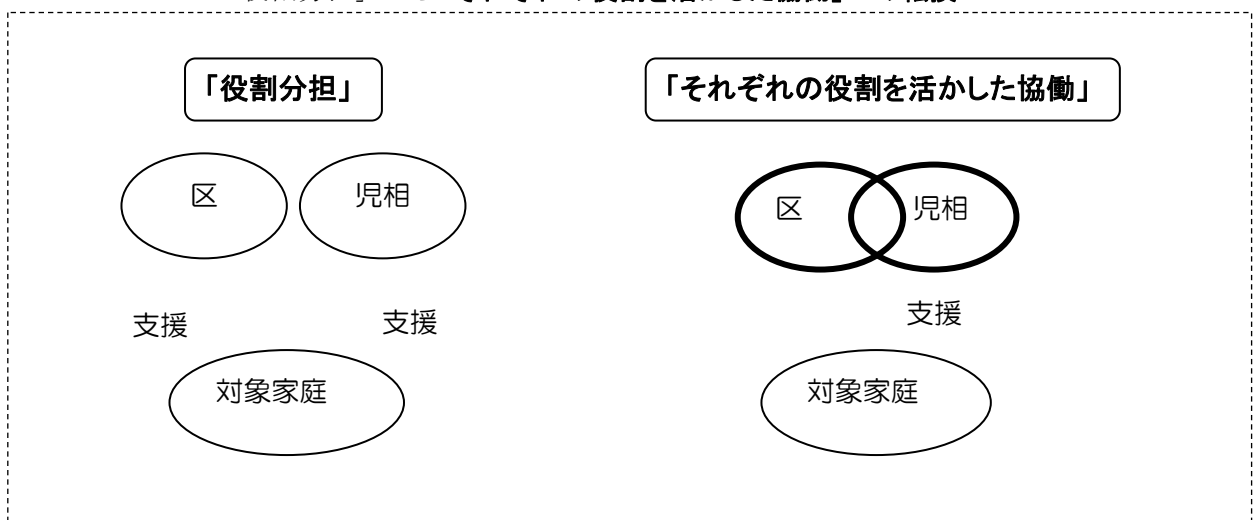 「役割分担」
「それぞれの役割を活かした協働」
区
児相
区
児相
支援
支援
支援
対象家庭
対象家庭